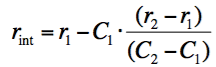 r_int = r_1 − C_1 · (r_2 − r_1) / (C_2 − C_1)